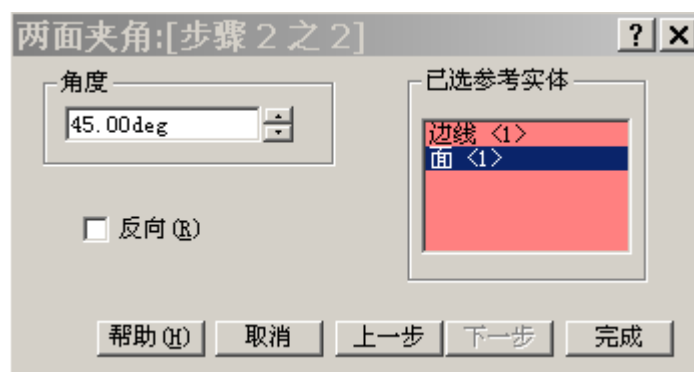 两面夹角:[步骤 2 之 2]
角度
45.00deg
反向(R)
已选参考实体
边线 <1>
面 <1>
帮助(H) 取消 上一步 下一步 完成